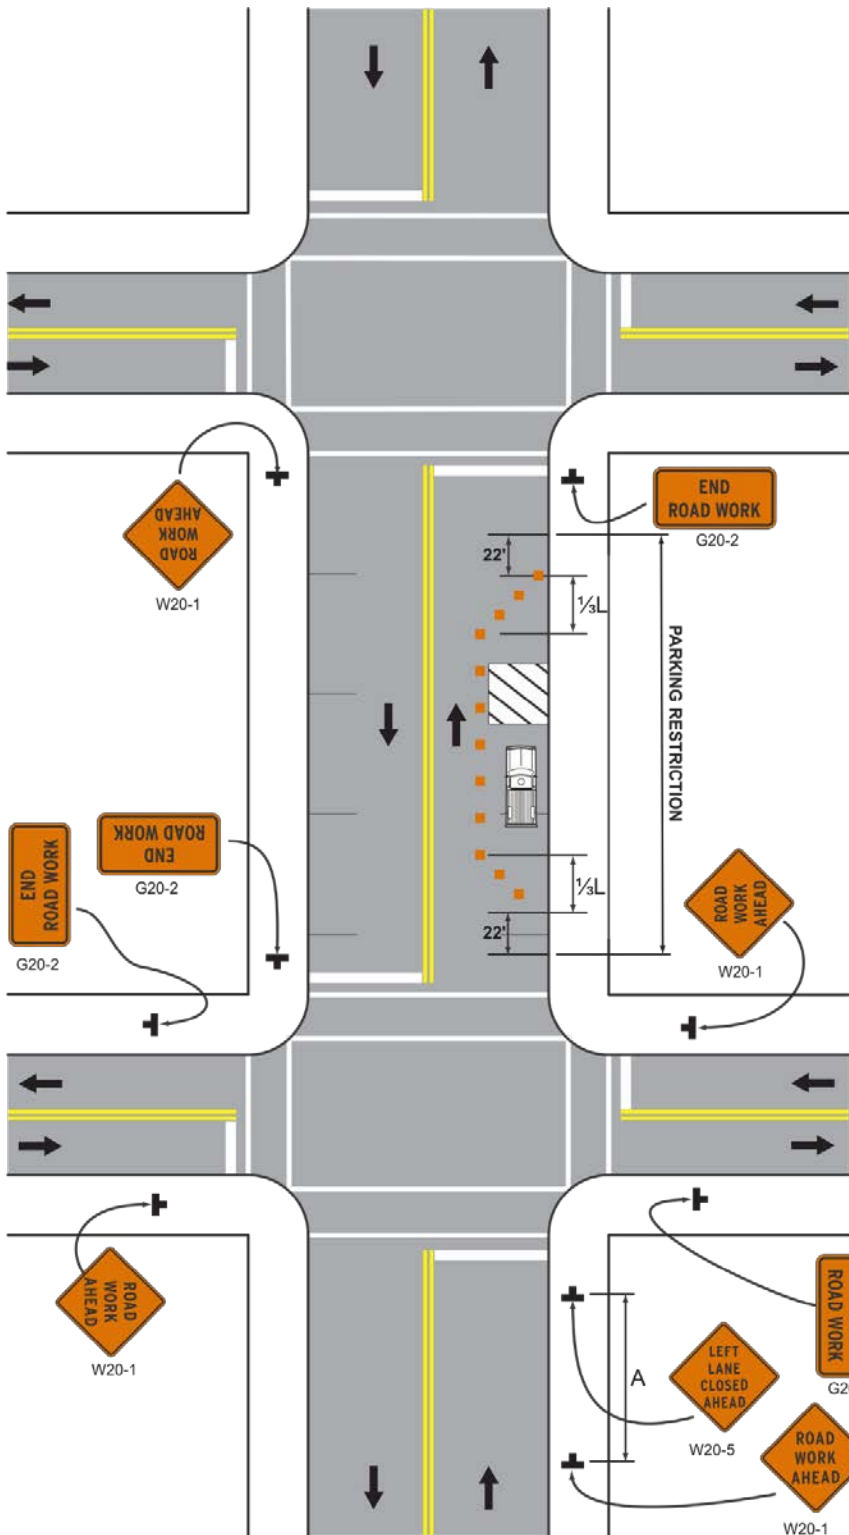 ROAD
WORK
AHEAD
W20-1
END
ROAD WORK
G20-2
22'
⅓L
PARKING RESTRICTION
END
ROAD WORK
G20-2
END
ROAD WORK
G20-2
⅓L
22'
ROAD
WORK
AHEAD
W20-1
ROAD
WORK
AHEAD
W20-1
ROAD WORK
G20
A
LEFT
LANE
CLOSED
AHEAD
W20-5
ROAD
WORK
AHEAD
W20-1